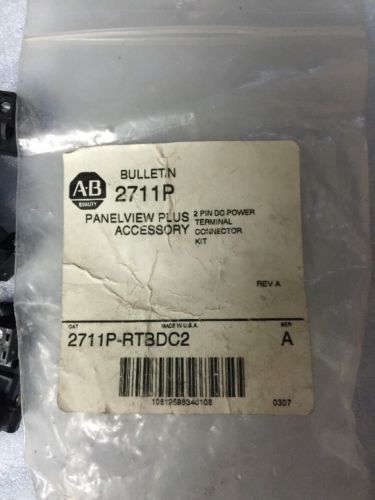 BULLETIN
A-B
QUALITY
2711P
PANELVIEW PLUS
ACCESSORY
2 PIN DC POWER
TERMINAL
CONNECTOR
KIT
REV A
CAT
MADE IN U.S.A.
SER
2711P-RTBDC2
A
10612598340108
0307